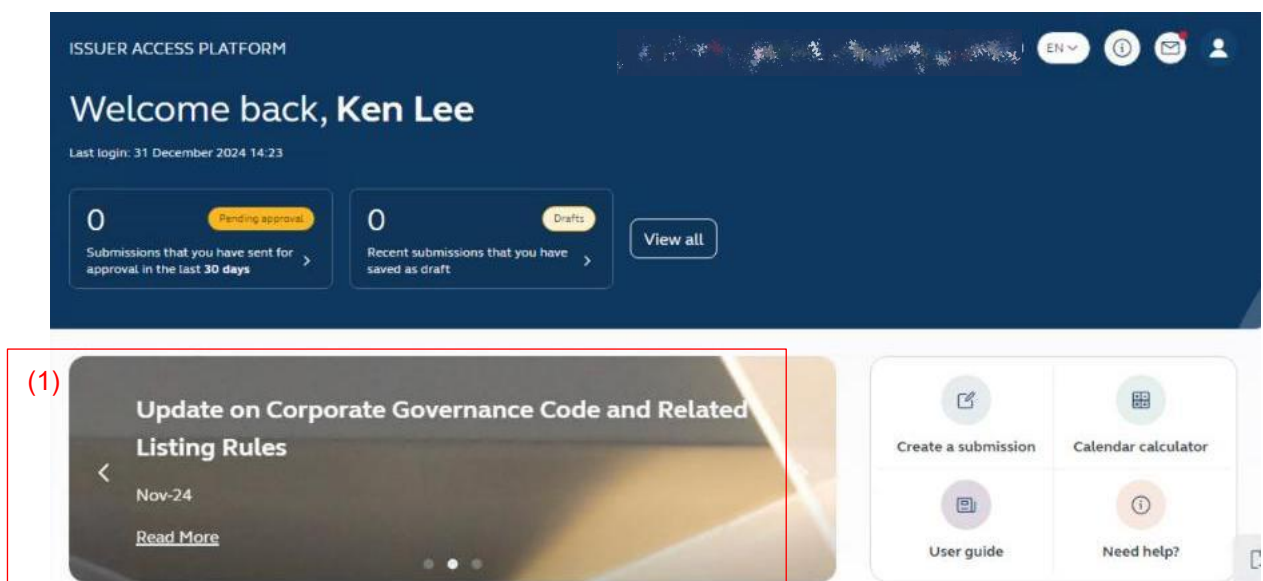 ISSUER ACCESS PLATFORM
EN
Welcome back, Ken Lee
Last login: 31 December 2024 14:23
0
Pending approval
Submissions that you have sent for
approval in the last 30 days
0
Drafts
Recent submissions that you have
saved as draft
View all
(1)
Update on Corporate Governance Code and Related
Listing Rules
Nov-24
Read More
Create a submission
Calendar calculator
User guide
Need help?